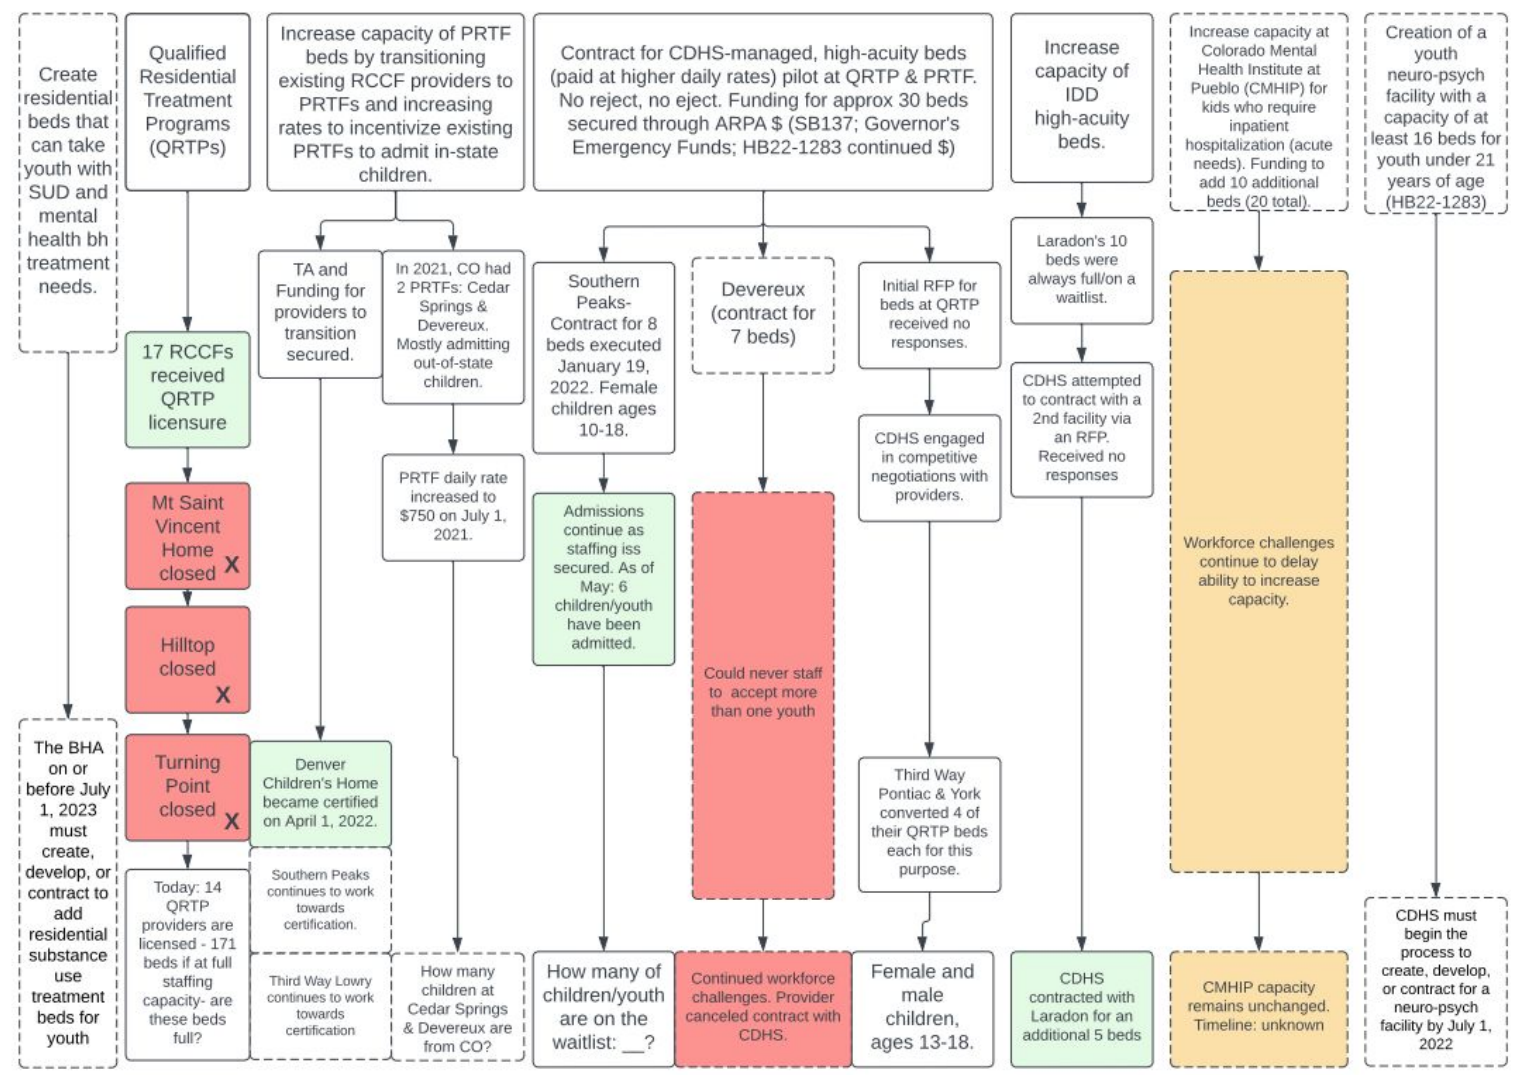 Create
residential
beds that
can take
youth with
SUD and
mental
health bh
treatment
needs.
The BHA
on or
before July
1, 2023
must
create,
develop, or
contract to
add
residential
substance
use
treatment
beds for
youth
Qualified
Residential
Treatment
Programs
(QRTPs)
17 RCCFs
received
QRTP
licensure
Mt Saint
Vincent
Home
closed X
Hilltop
closed
X
Turning
Point
closed
X
Today: 14
QRTP
providers are
licensed - 171
beds if at full
staffing
capacity- are
these beds
full?
Increase capacity of PRTF
beds by transitioning
existing RCCF providers to
PRTFs and increasing
rates to incentivize existing
PRTFs to admit in-state
children.
TA and
Funding for
providers to
transition
secured.
Denver
Children's Home
became certified
on April 1, 2022.
Southern Peaks
continues to work
towards
certification.
Third Way Lowry
continues to work
towards
certification
In 2021, CO had
2 PRTFs: Cedar
Springs &
Devereux.
Mostly admitting
out-of-state
children.
PRTF daily rate
increased to
$750 on July 1,
2021.
How many
children at
Cedar Springs
& Devereux are
from CO?
Contract for CDHS-managed, high-acuity beds
(paid at higher daily rates) pilot at QRTP & PRTF.
No reject, no eject. Funding for approx 30 beds
secured through ARPA $ (SB137; Governor's
Emergency Funds; HB22-1283 continued $)
Southern
Peaks-
Contract for 8
beds executed
January 19,
2022. Female
children ages
10-18.
Admissions
continue as
staffing iss
secured. As of
May: 6
children/youth
have been
admitted.
How many of
children/youth
are on the
waitlist: __?
Devereux
(contract for
7 beds)
Could never staff
to accept more
than one youth
Continued workforce
challenges. Provider
canceled contract with
CDHS.
Initial RFP for
beds at QRTP
received no
responses.
CDHS engaged
in competitive
negotiations with
providers.
Third Way
Pontiac & York
converted 4 of
their QRTP beds
each for this
purpose.
Female and
male
children,
ages 13-18.
Increase
capacity of
IDD
high-acuity
beds.
Laradon's 10
beds were
always full/on a
waitlist.
CDHS attempted
to contract with a
2nd facility via
an RFP.
Received no
responses
CDHS
contracted with
Laradon for an
additional 5 beds
Increase capacity at
Colorado Mental
Health Institute at
Pueblo (CMHIP) for
kids who require
inpatient
hospitalization (acute
needs). Funding to
add 10 additional
beds (20 total).
Workforce challenges
continue to delay
ability to increase
capacity.
CMHIP capacity
remains unchanged.
Timeline: unknown
Creation of a
youth
neuro-psych
facility with a
capacity of at
least 16 beds for
youth under 21
years of age
(HB22-1283)
CDHS must
begin the
process to
create, develop,
or contract for a
neuro-psych
facility by July 1,
2022